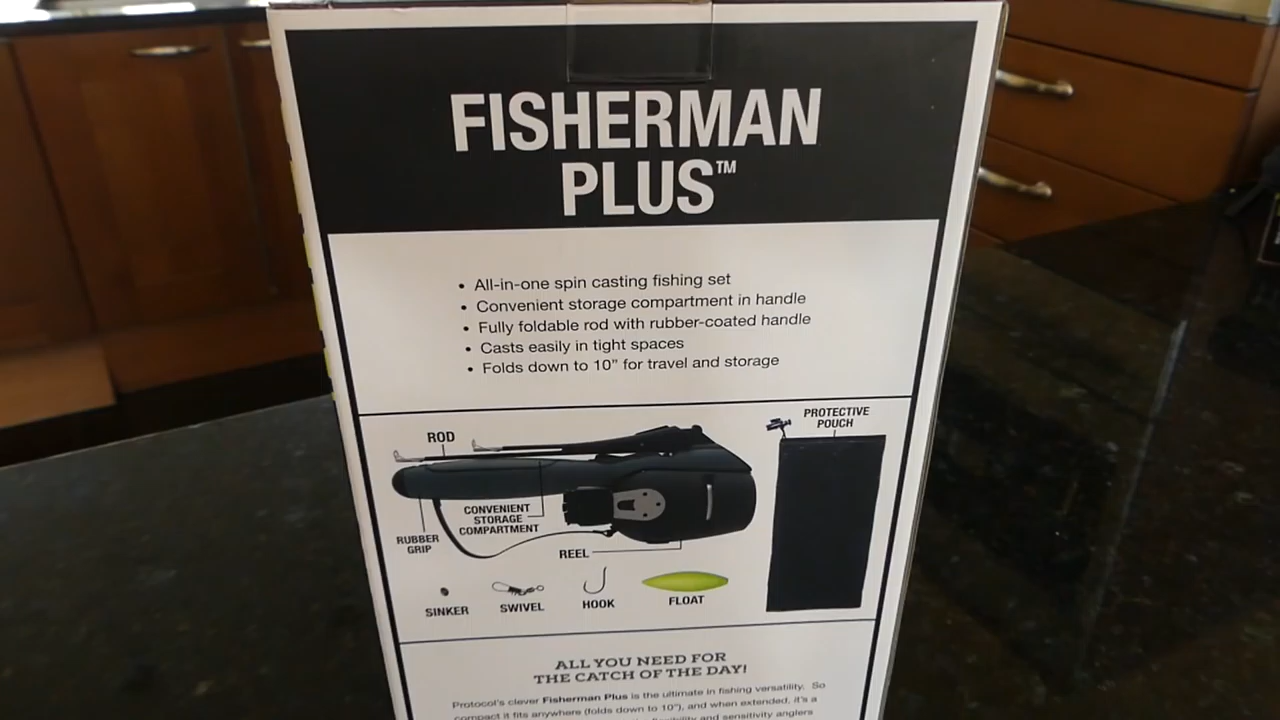 FISHERMAN
PLUS™
• All-in-one spin casting fishing set
• Convenient storage compartment in handle
• Fully foldable rod with rubber-coated handle
• Casts easily in tight spaces
• Folds down to 10" for travel and storage
PROTECTIVE
POUCH
ROD
CONVENIENT
STORAGE
COMPARTMENT
RUBBER
GRIP
REEL
SINKER
SWIVEL
HOOK
FLOAT
ALL YOU NEED FOR
THE CATCH OF THE DAY!
Protocol's clever Fisherman Plus is the ultimate in fishing versatility. So
compact it fits anywhere (folds down to 10"), and when extended, it's a
and sensitivity anglers